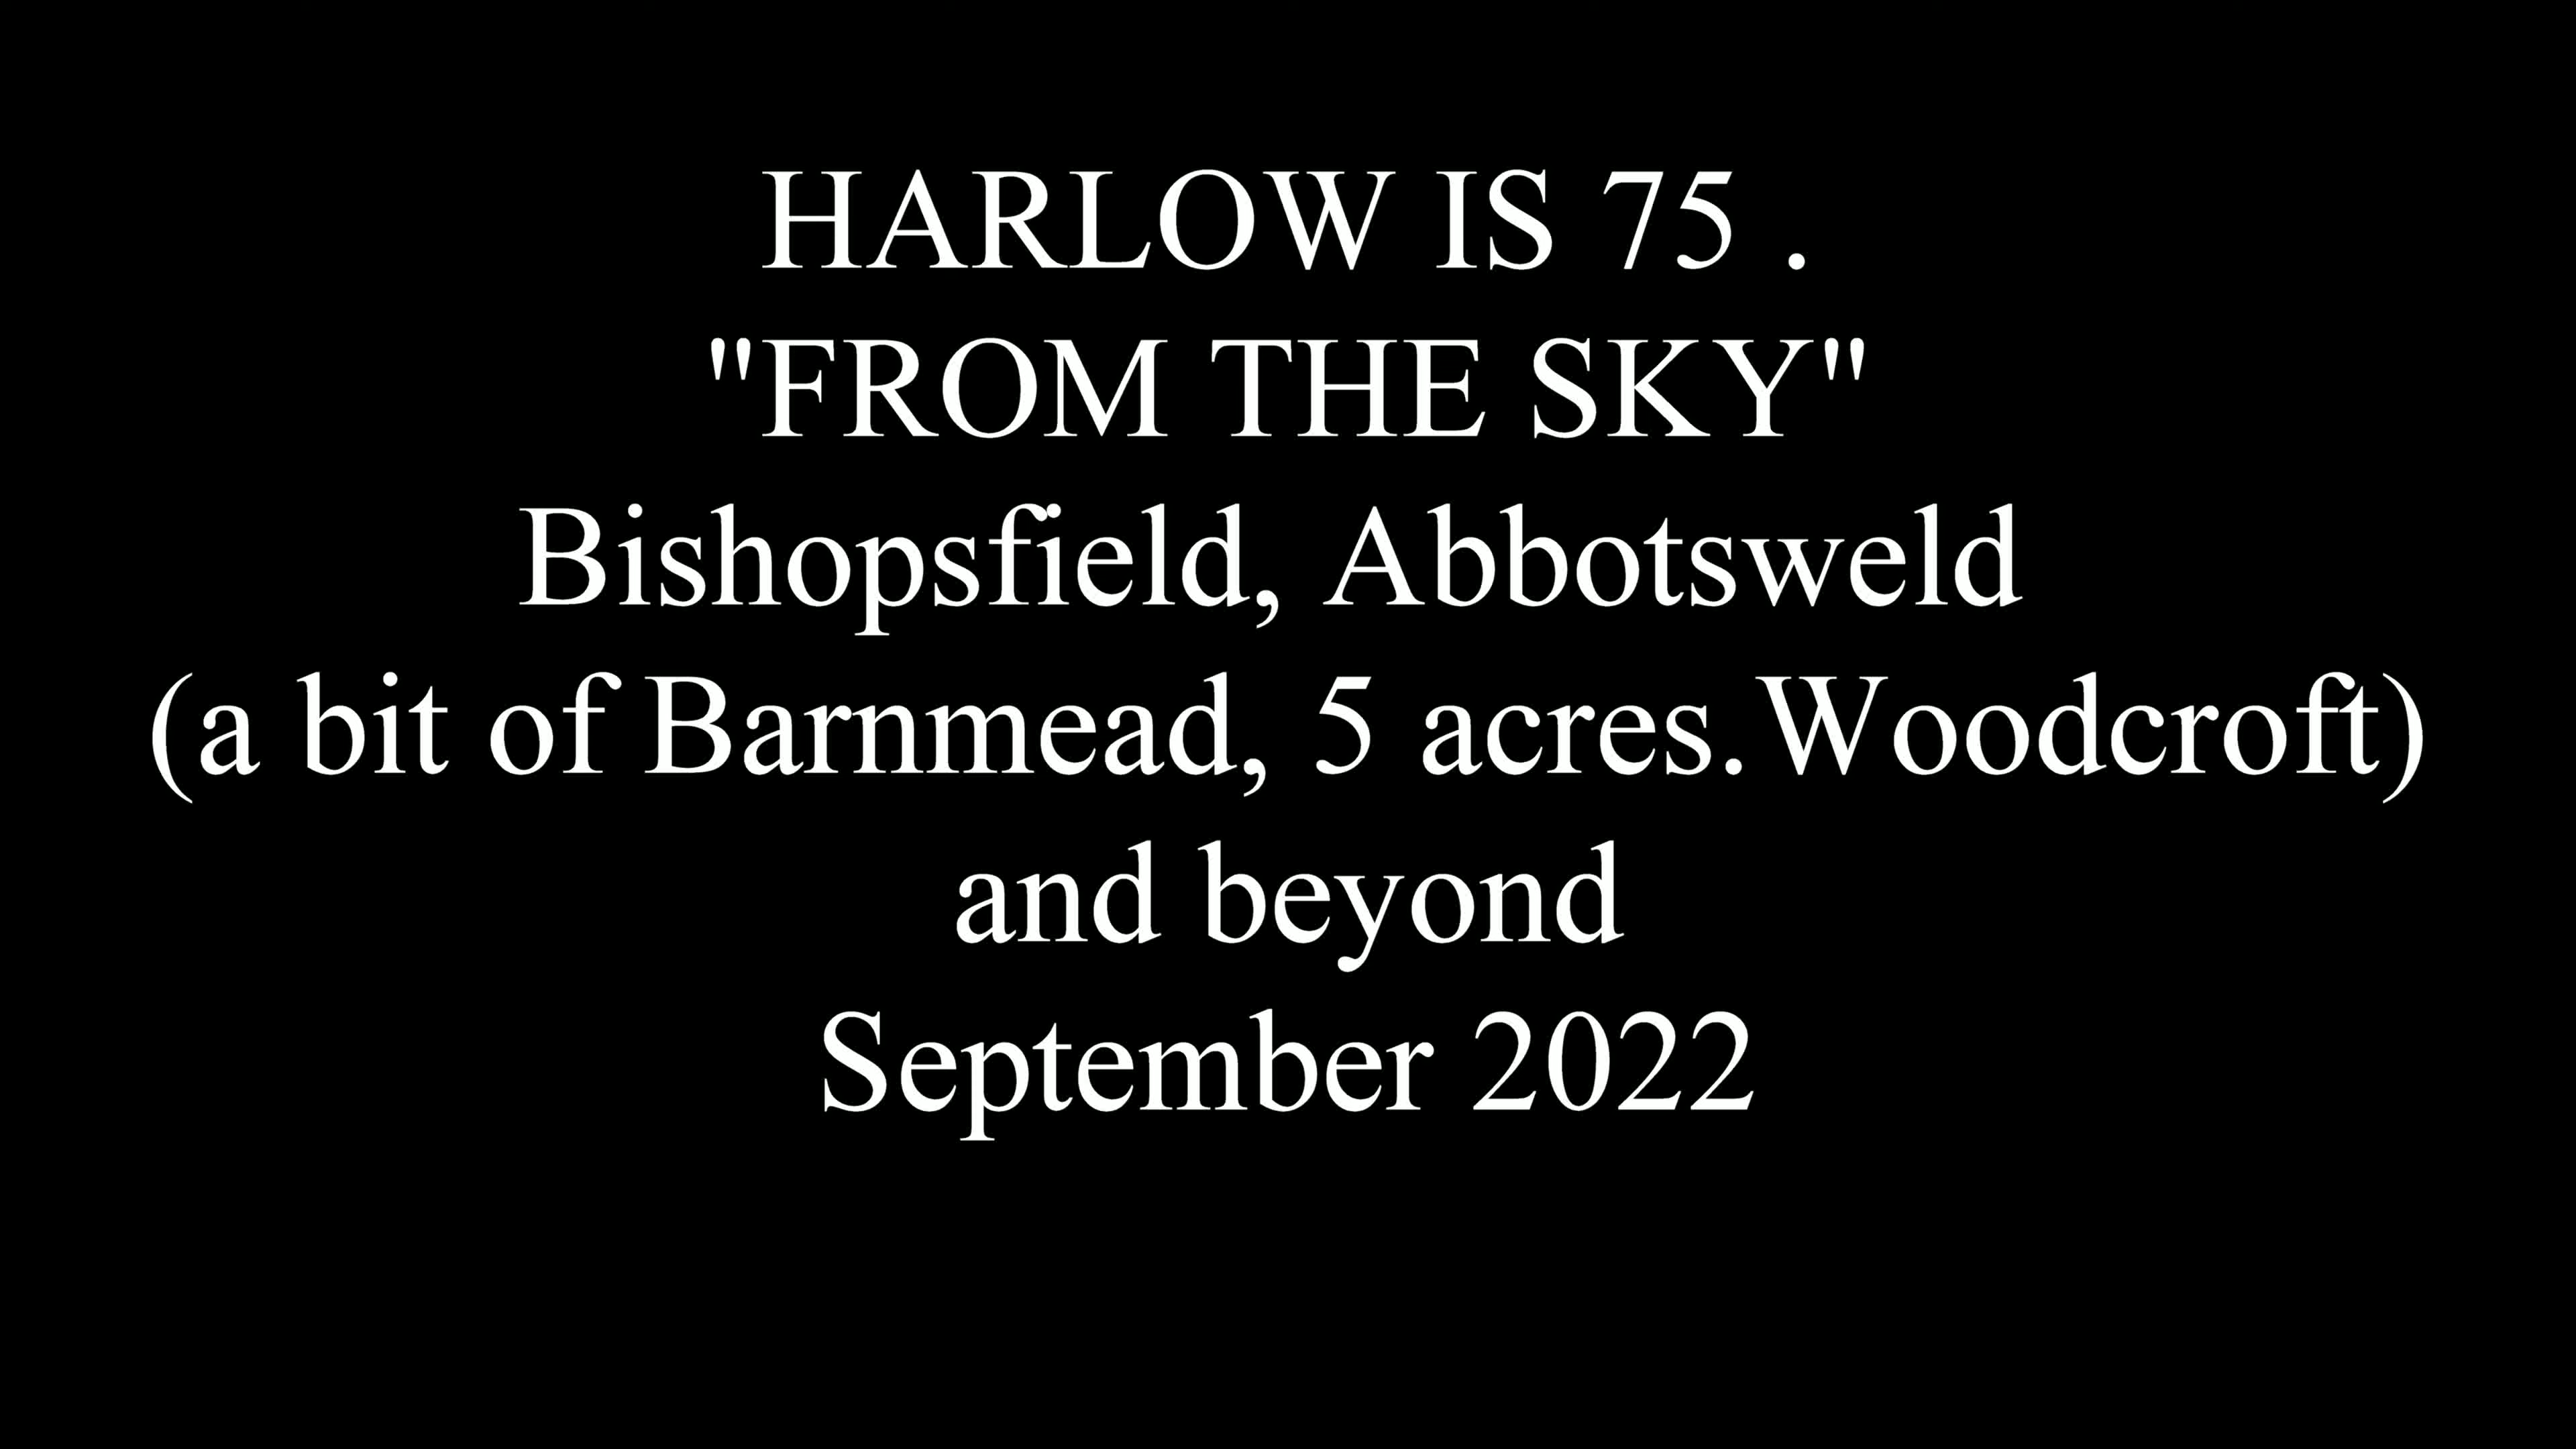 HARLOW IS 75 .
"FROM THE SKY"
Bishopsfield, Abbotsweld
(a bit of Barnmead, 5 acres.Woodcroft)
and beyond
September 2022